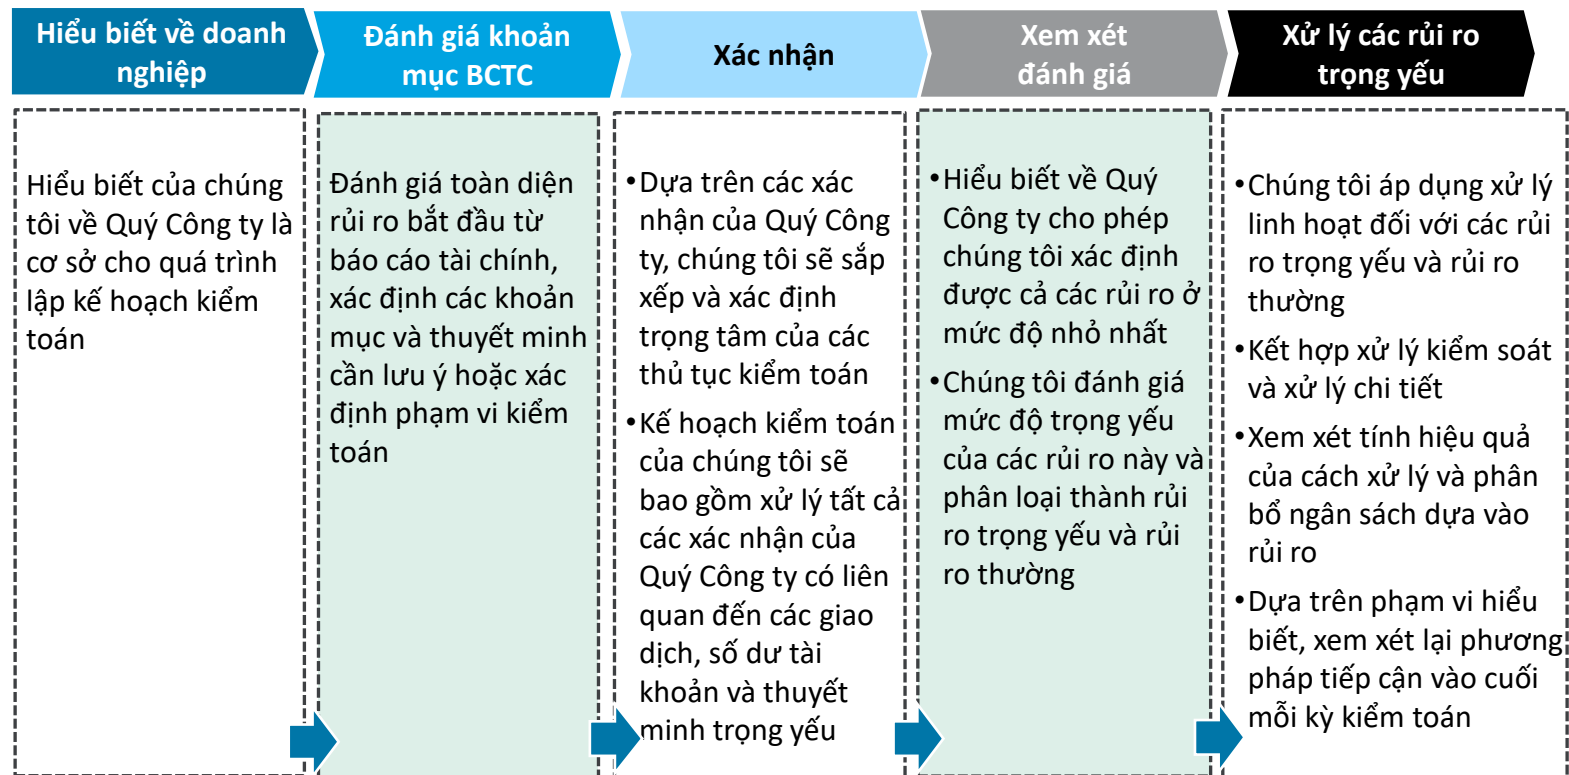 Hiểu biết về doanh
nghiệp
Đánh giá khoản
mục BCTC
Xác nhận
Xem xét
đánh giá
Xử lý các rủi ro
trọng yếu
Hiểu biết của chúng
tôi về Quý Công ty là
cơ sở cho quá trình
lập kế hoạch kiểm
toán
Đánh giá toàn diện
rủi ro bắt đầu từ
báo cáo tài chính,
xác định các khoản
mục và thuyết minh
cần lưu ý hoặc xác
định phạm vi kiểm
toán
•Dựa trên các xác
nhận của Quý Công
ty, chúng tôi sẽ sắp
xếp và xác định
trọng tâm của các
thủ tục kiểm toán
•Kế hoạch kiểm toán
của chúng tôi sẽ
bao gồm xử lý tất cả
các xác nhận của
Quý Công ty có liên
quan đến các giao
dịch, số dư tài
khoản và thuyết
minh trọng yếu
•Hiểu biết về Quý
Công ty cho phép
chúng tôi xác định
được cả các rủi ro ở
mức độ nhỏ nhất
•Chúng tôi đánh giá
mức độ trọng yếu
của các rủi ro này và
phân loại thành rủi
ro trọng yếu và rủi
ro thường
•Chúng tôi áp dụng xử lý
linh hoạt đối với các rủi
ro trọng yếu và rủi ro
thường
•Kết hợp xử lý kiểm soát
và xử lý chi tiết
•Xem xét tính hiệu quả
của cách xử lý và phân
bổ ngân sách dựa vào
rủi ro
•Dựa trên phạm vi hiểu
biết, xem xét lại phương
pháp tiếp cận vào cuối
mỗi kỳ kiểm toán